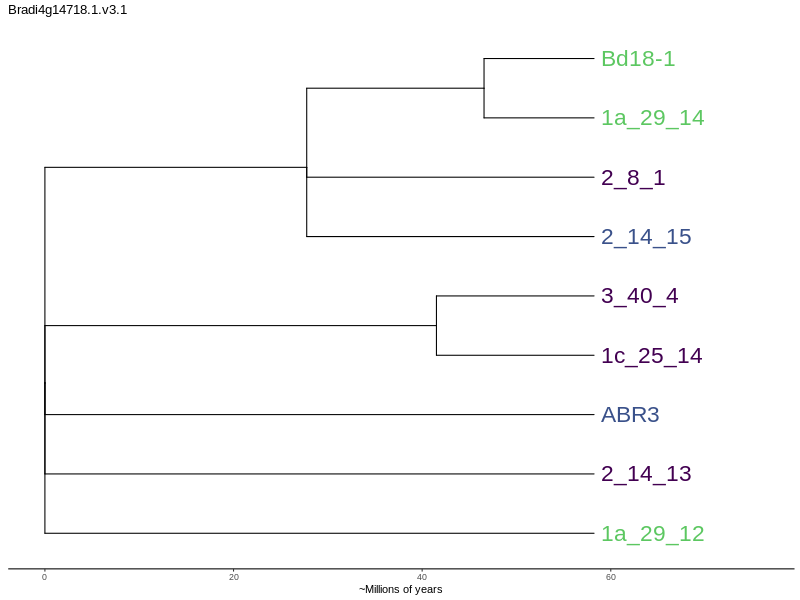 Bradi4g14718.1.v3.1
Bd18-1
1a_29_14
2_8_1
2_14_15
3_40_4
1c_25_14
ABR3
2_14_13
1a_29_12
0 20 40 60
~Millions of years